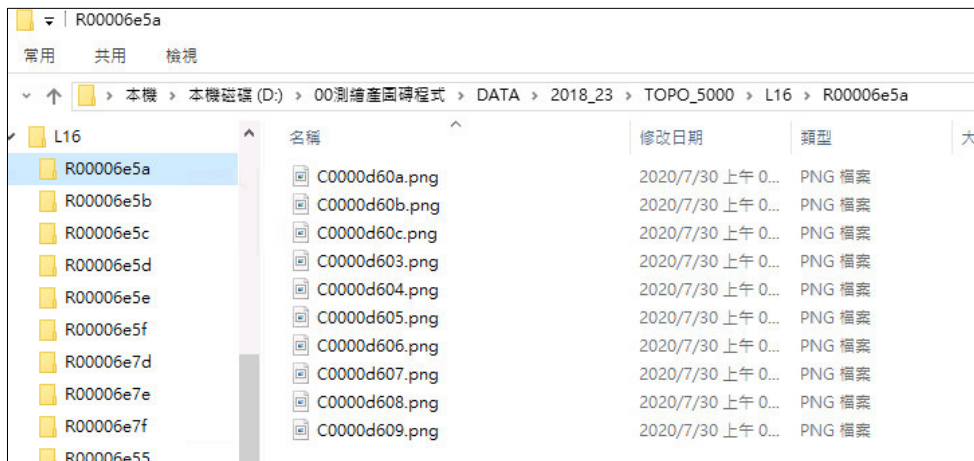 R00006e5a
常用 共用 檢視
本機 › 本機磁碟 (D:) › 00測繪產圖磚程式 › DATA › 2018_23 › TOPO_5000 › L16 › R00006e5a
L16 名稱 修改日期 類型 大
R00006e5a C0000d60a.png 2020/7/30 上午 0... PNG 檔案
R00006e5b C0000d60b.png 2020/7/30 上午 0... PNG 檔案
R00006e5c C0000d60c.png 2020/7/30 上午 0... PNG 檔案
R00006e5d C0000d603.png 2020/7/30 上午 0... PNG 檔案
R00006e5e C0000d604.png 2020/7/30 上午 0... PNG 檔案
R00006e5f C0000d605.png 2020/7/30 上午 0... PNG 檔案
R00006e7d C0000d606.png 2020/7/30 上午 0... PNG 檔案
R00006e7e C0000d607.png 2020/7/30 上午 0... PNG 檔案
R00006e7f C0000d608.png 2020/7/30 上午 0... PNG 檔案
R00006e55 C0000d609.png 2020/7/30 上午 0... PNG 檔案